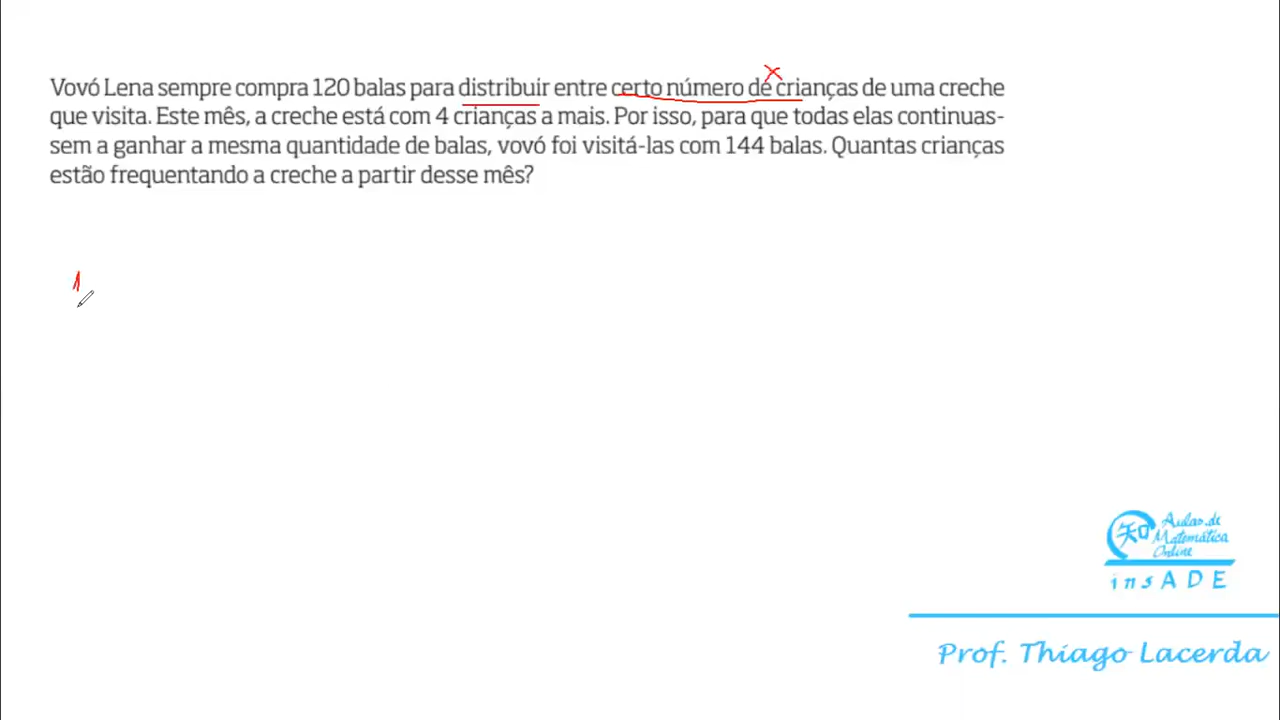 Vovó Lena sempre compra 120 balas para distribuir entre certo número de crianças de uma creche
que visita. Este mês, a creche está com 4 crianças a mais. Por isso, para que todas elas continuas-
sem a ganhar a mesma quantidade de balas, vovó foi visitá-las com 144 balas. Quantas crianças
estão frequentando a creche a partir desse mês?
x
1
知
Aulas de
Matemática
Online
insADE
Prof. Thiago Lacerda